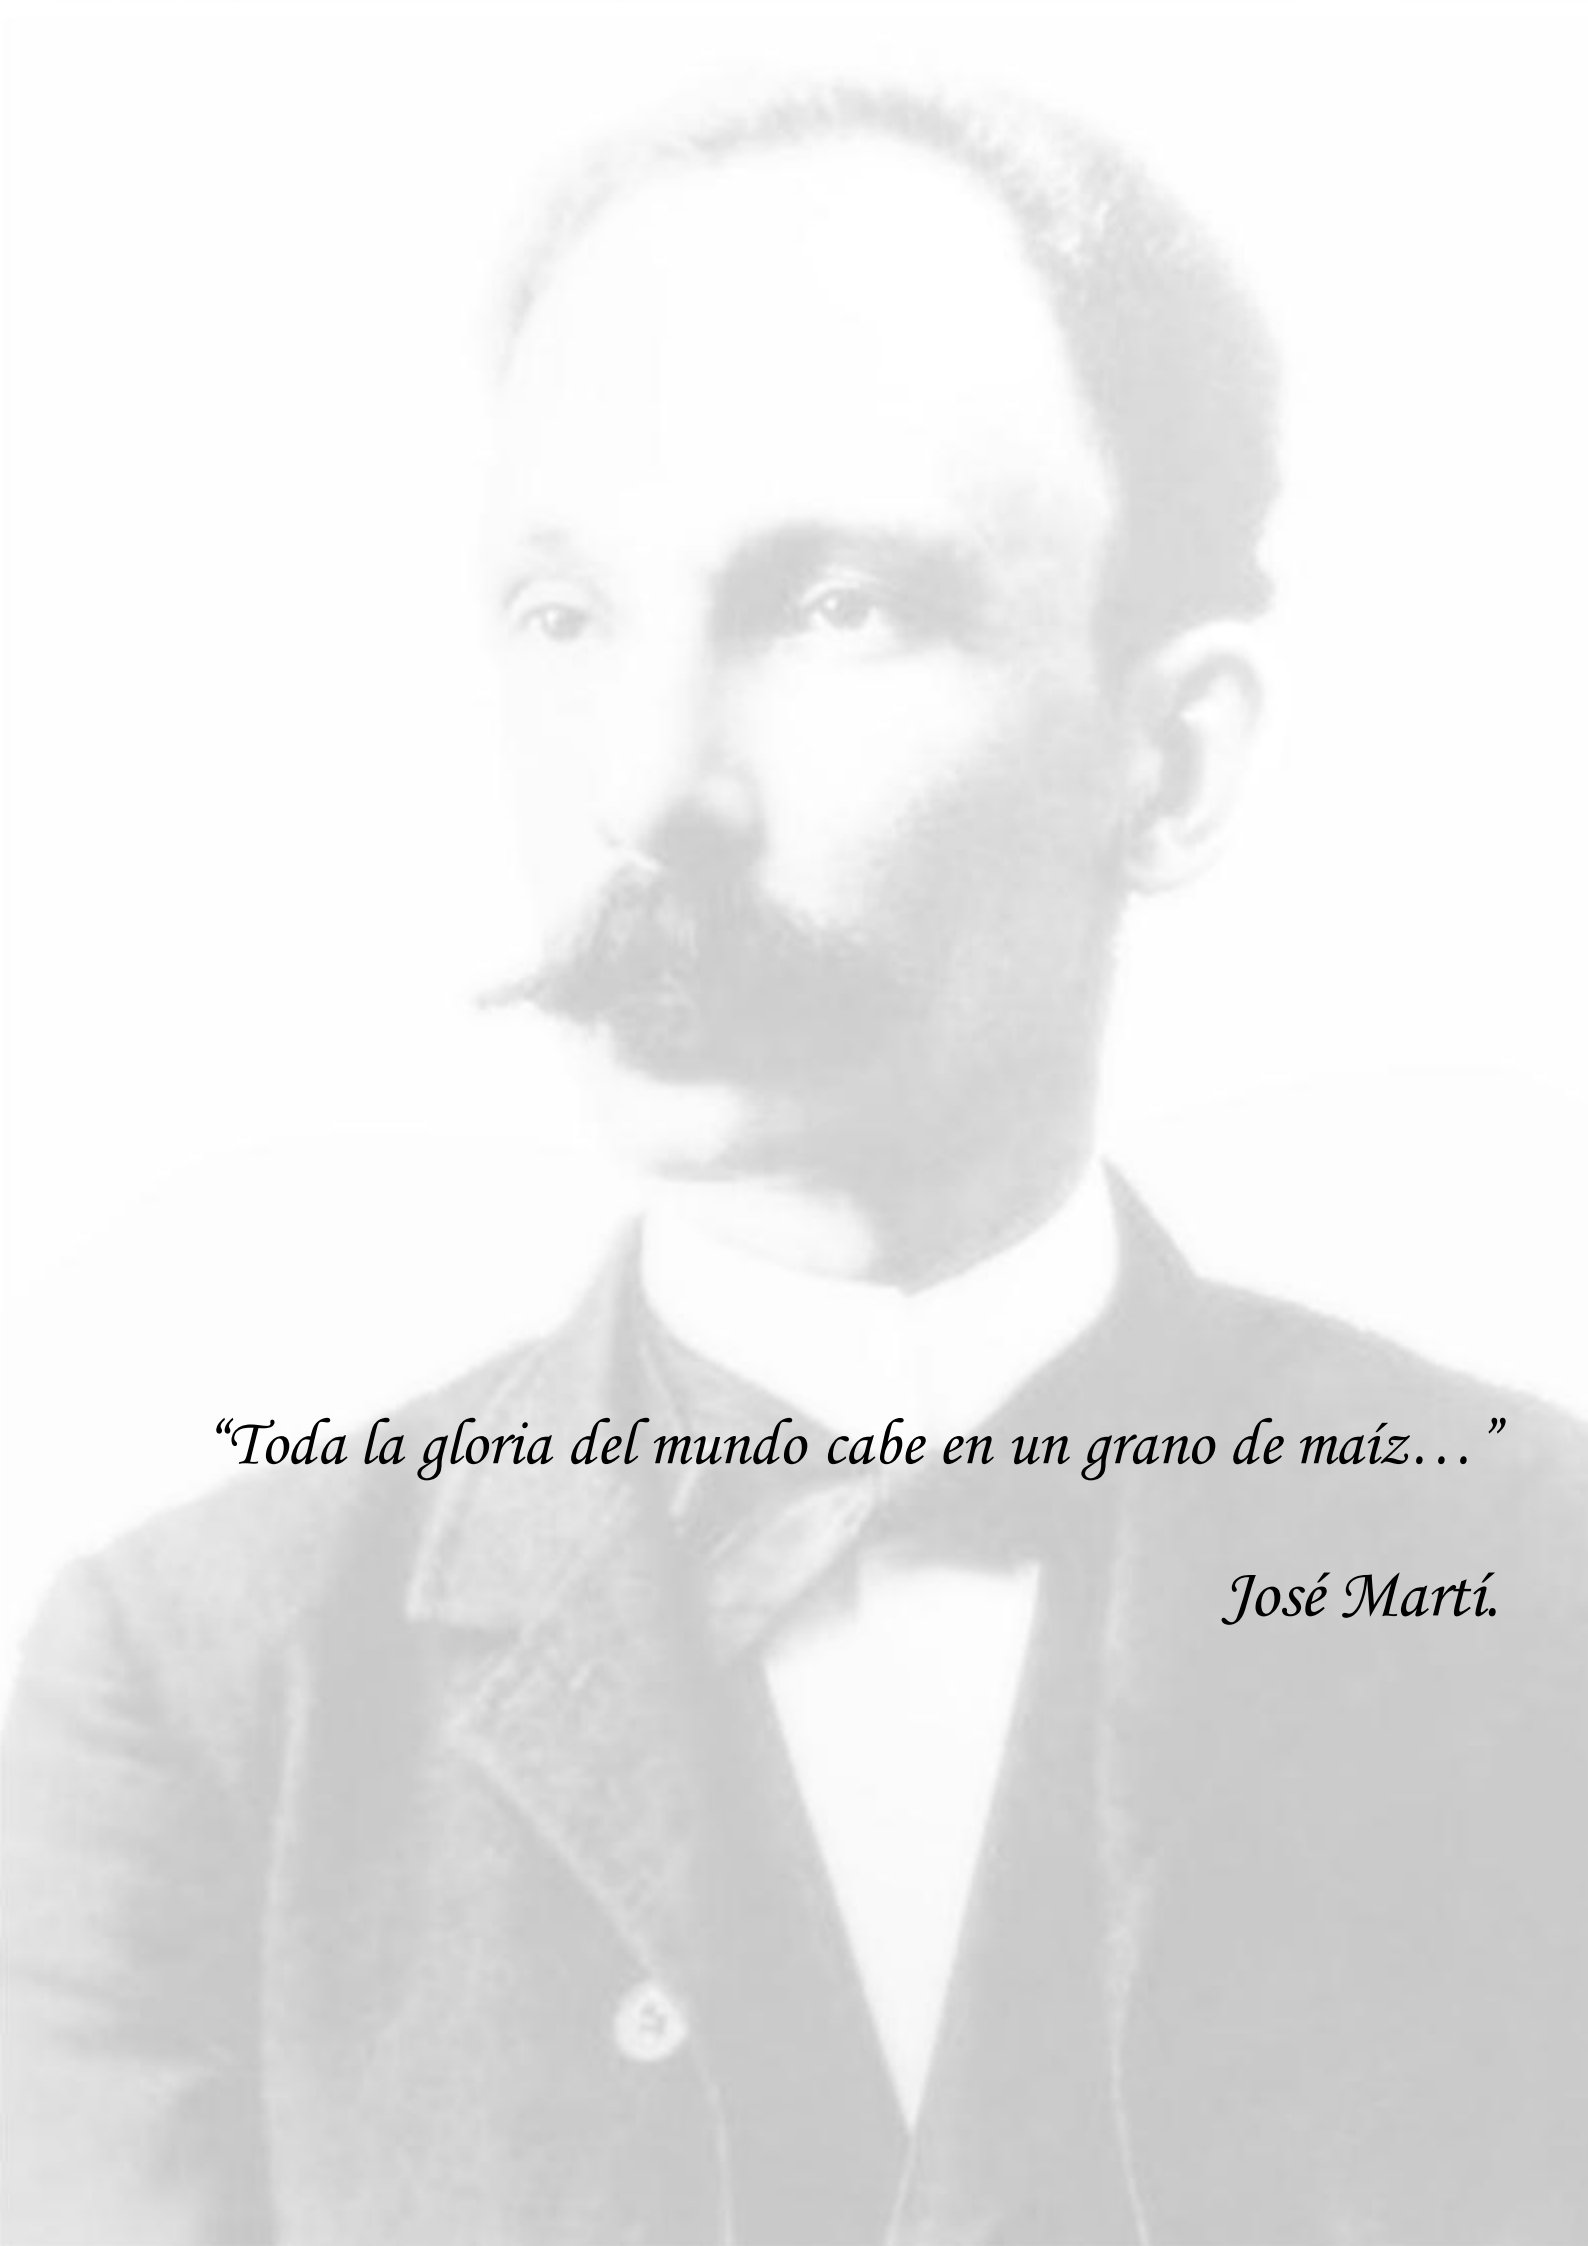 “Toda la gloria del mundo cabe en un grano de maíz…”
José Martí.